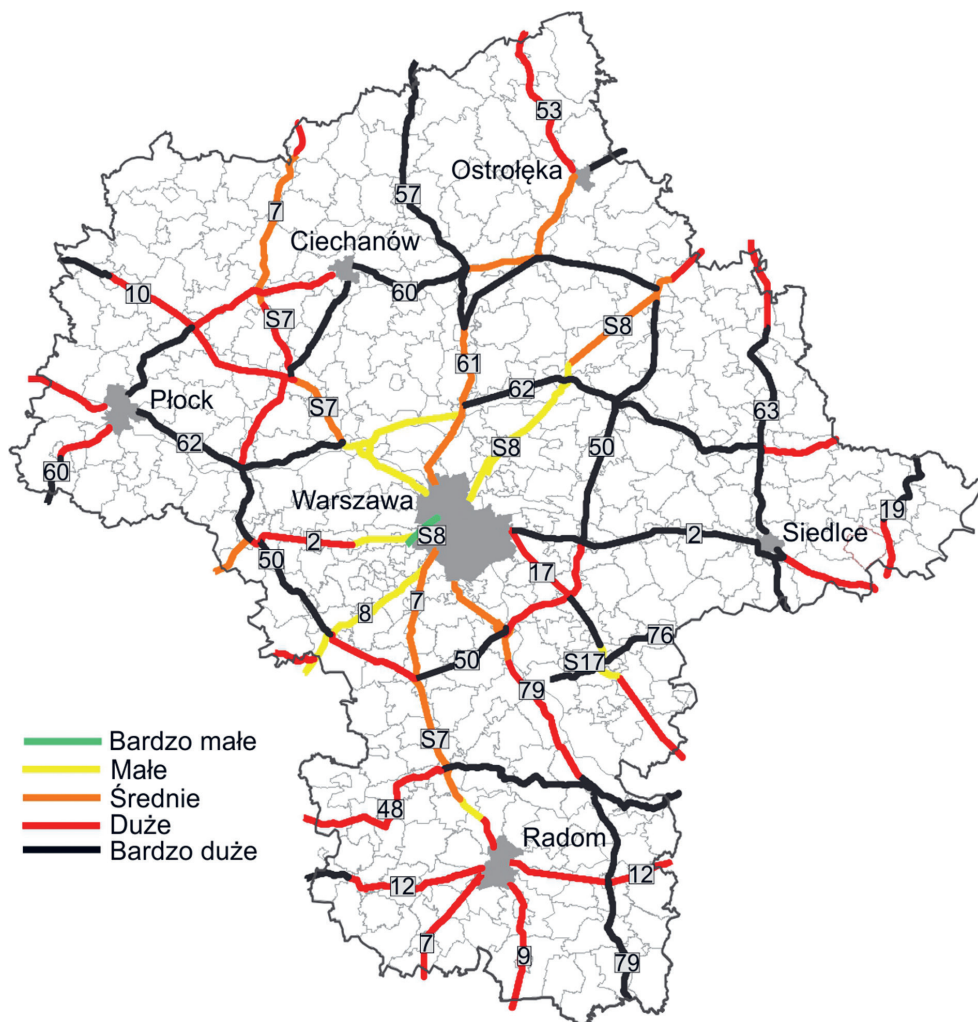 53
Ostrołęka
57
7
Ciechanów
10
60
S7
S8
61
S7
62
Płock
63
62
S8
50
60
Warszawa
19
S8
2
2
Siedlce
50
17
8
7
76
50
S17
79
S7
Bardzo małe
Małe
Średnie
Duże
Bardzo duże
48
Radom
12
12
7
9
79